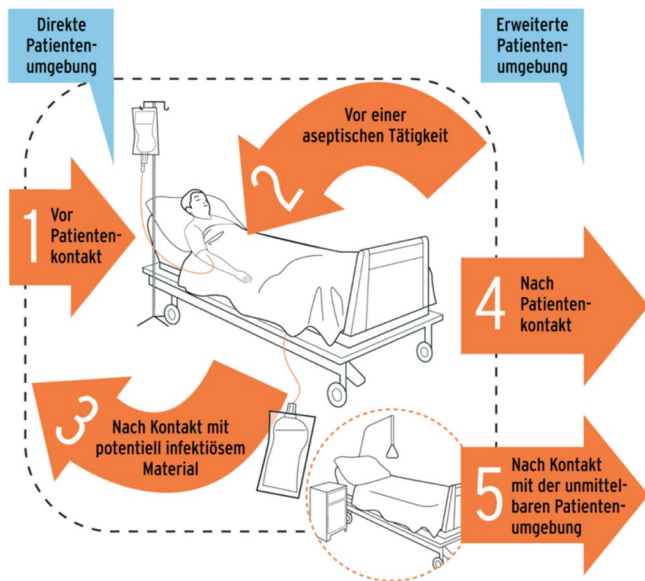 Direkte
Patienten-
umgebung
Erweiterte
Patienten-
umgebung
2
Vor einer
aseptischen Tätigkeit
1
Vor
Patienten-
kontakt
4
Nach
Patienten-
kontakt
3
Nach Kontakt mit
potentiell infektiösem
Material
5
Nach Kontakt
mit der unmittel-
baren Patienten-
umgebung